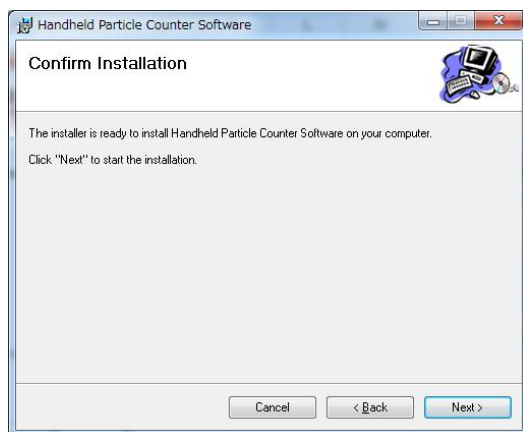 Handheld Particle Counter Software
Confirm Installation
The installer is ready to install Handheld Particle Counter Software on your computer.
Click "Next" to start the installation.
Cancel
< Back
Next >